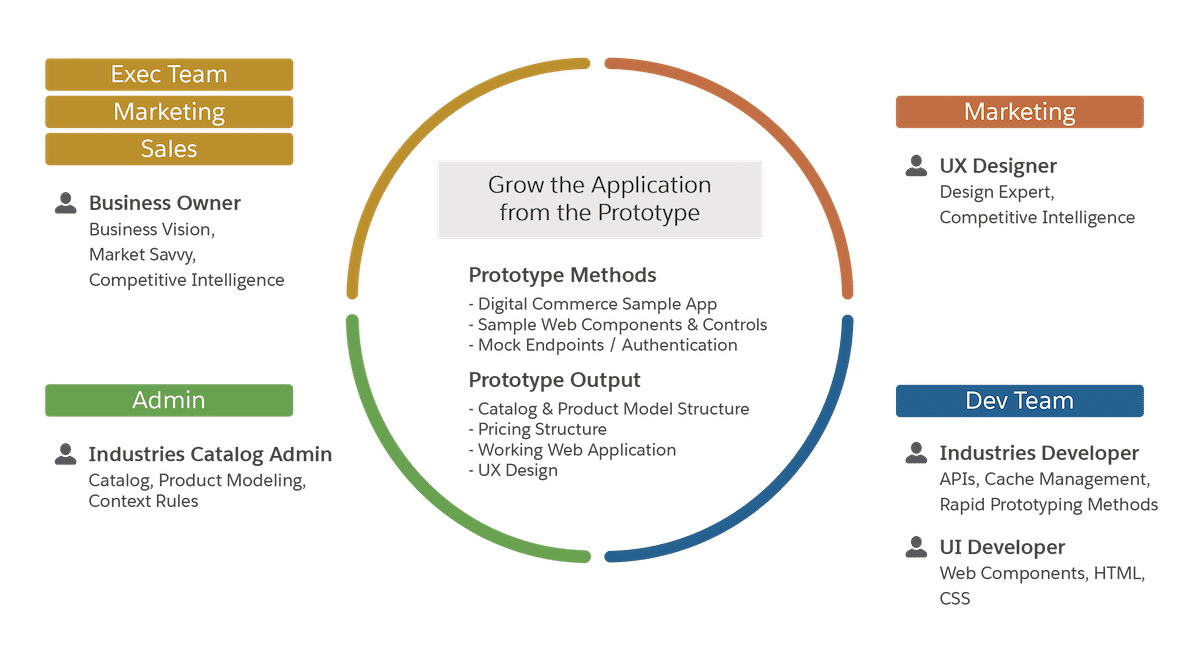 Exec Team
Marketing
Sales
Business Owner
Business Vision,
Market Savvy,
Competitive Intelligence
Admin
Industries Catalog Admin
Catalog, Product Modeling,
Context Rules
Grow the Application
from the Prototype
Prototype Methods
- Digital Commerce Sample App
- Sample Web Components & Controls
- Mock Endpoints / Authentication
Prototype Output
- Catalog & Product Model Structure
- Pricing Structure
- Working Web Application
- UX Design
Marketing
UX Designer
Design Expert,
Competitive Intelligence
Dev Team
Industries Developer
APIs, Cache Management,
Rapid Prototyping Methods
UI Developer
Web Components, HTML,
CSS